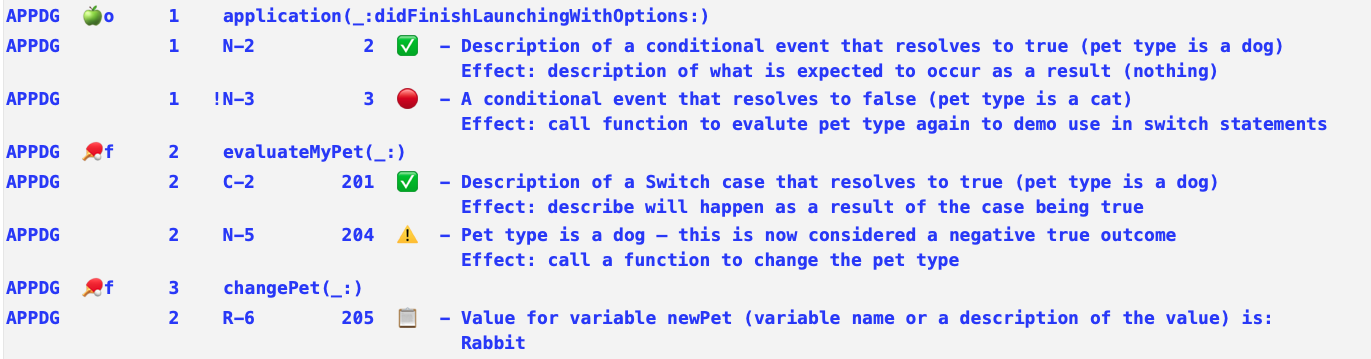 APPDG 🍏o 1 application(_:didFinishLaunchingWithOptions:)
APPDG 1 N-2 2 ✅ - Description of a conditional event that resolves to true (pet type is a dog)
Effect: description of what is expected to occur as a result (nothing)
APPDG 1 !N-3 3 🔴 - A conditional event that resolves to false (pet type is a cat)
Effect: call function to evalute pet type again to demo use in switch statements
APPDG 🏓f 2 evaluateMyPet(_:)
APPDG 2 C-2 201 ✅ - Description of a Switch case that resolves to true (pet type is a dog)
Effect: describe will happen as a result of the case being true
APPDG 2 N-5 204 ⚠️ - Pet type is a dog – this is now considered a negative true outcome
Effect: call a function to change the pet type
APPDG 🏓f 3 changePet(_:)
APPDG 2 R-6 205 📋 - Value for variable newPet (variable name or a description of the value) is:
Rabbit